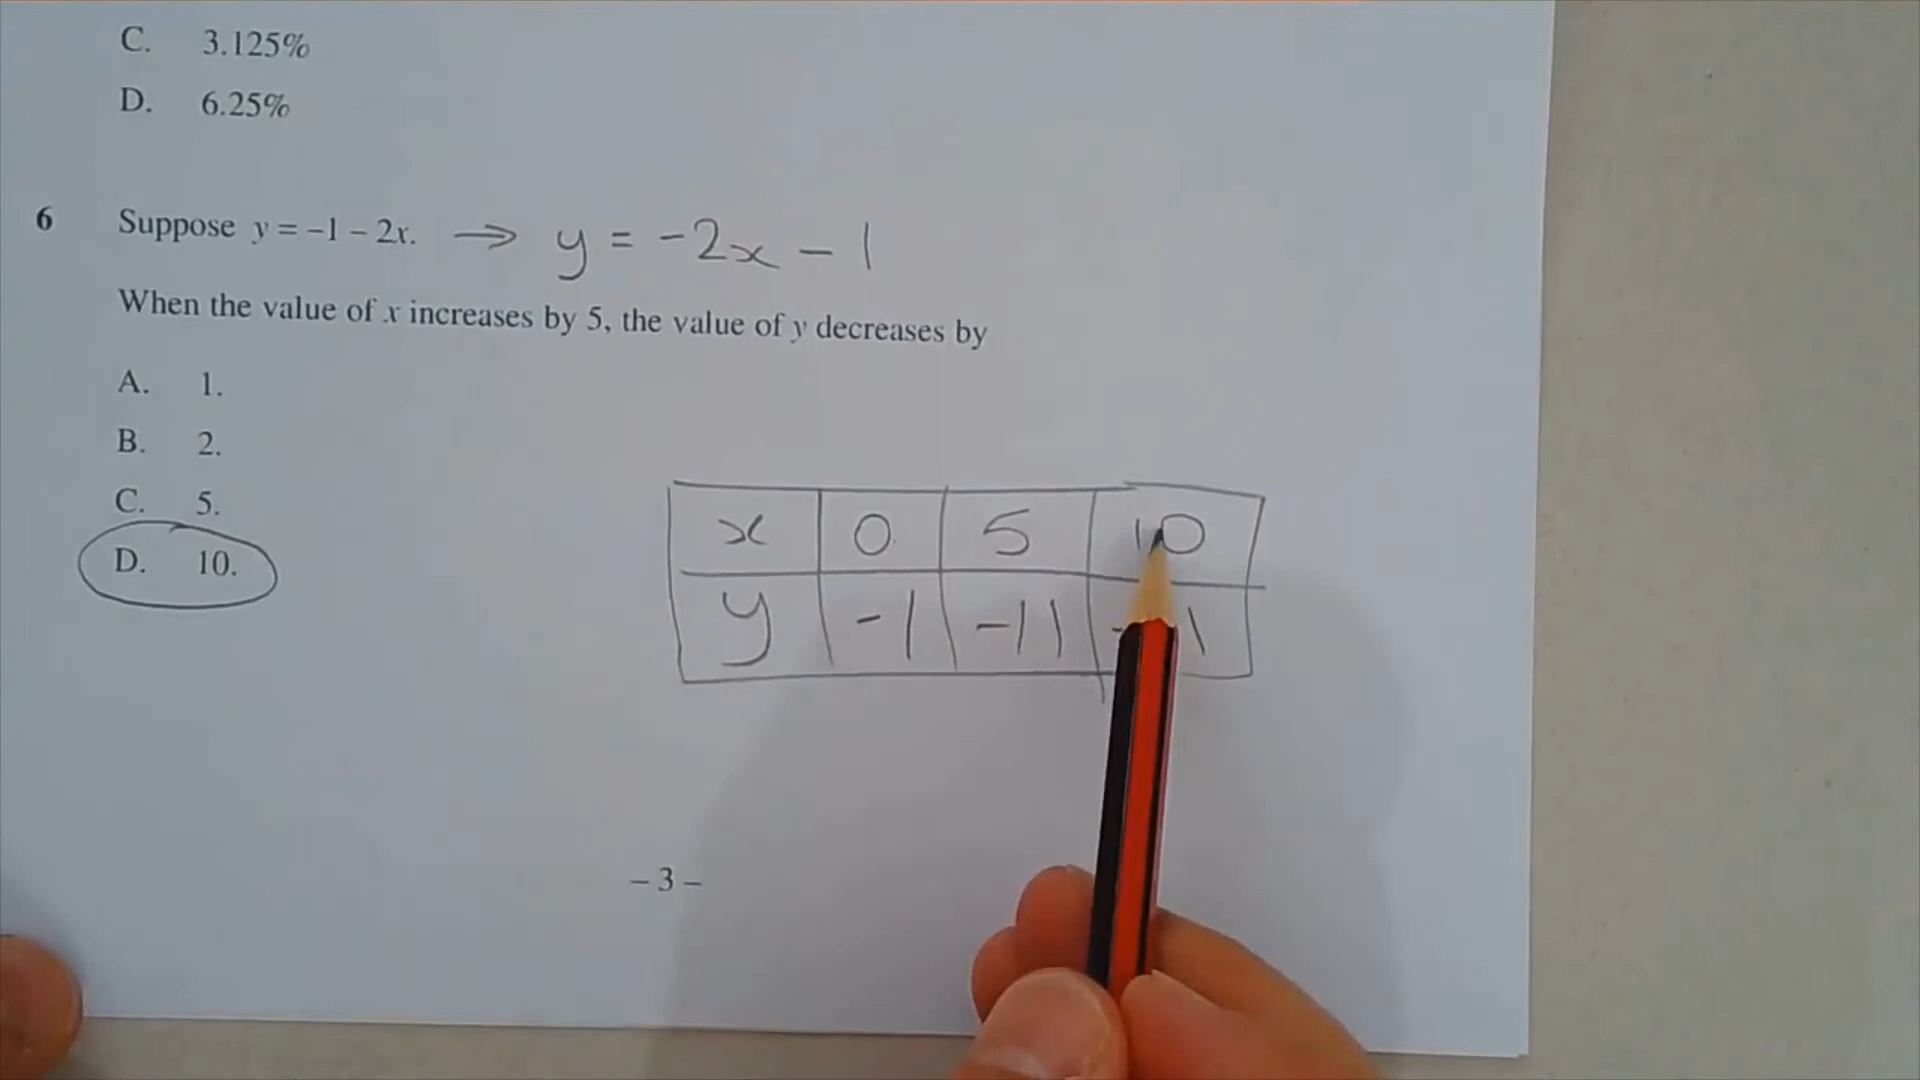 C. 3.125%
D. 6.25%
6 Suppose y = –1 – 2x. → y = -2x - 1
When the value of x increases by 5, the value of y decreases by
A. 1.
B. 2.
C. 5.
D. 10.
x 0 5 10
y -1 -11
– 3 –